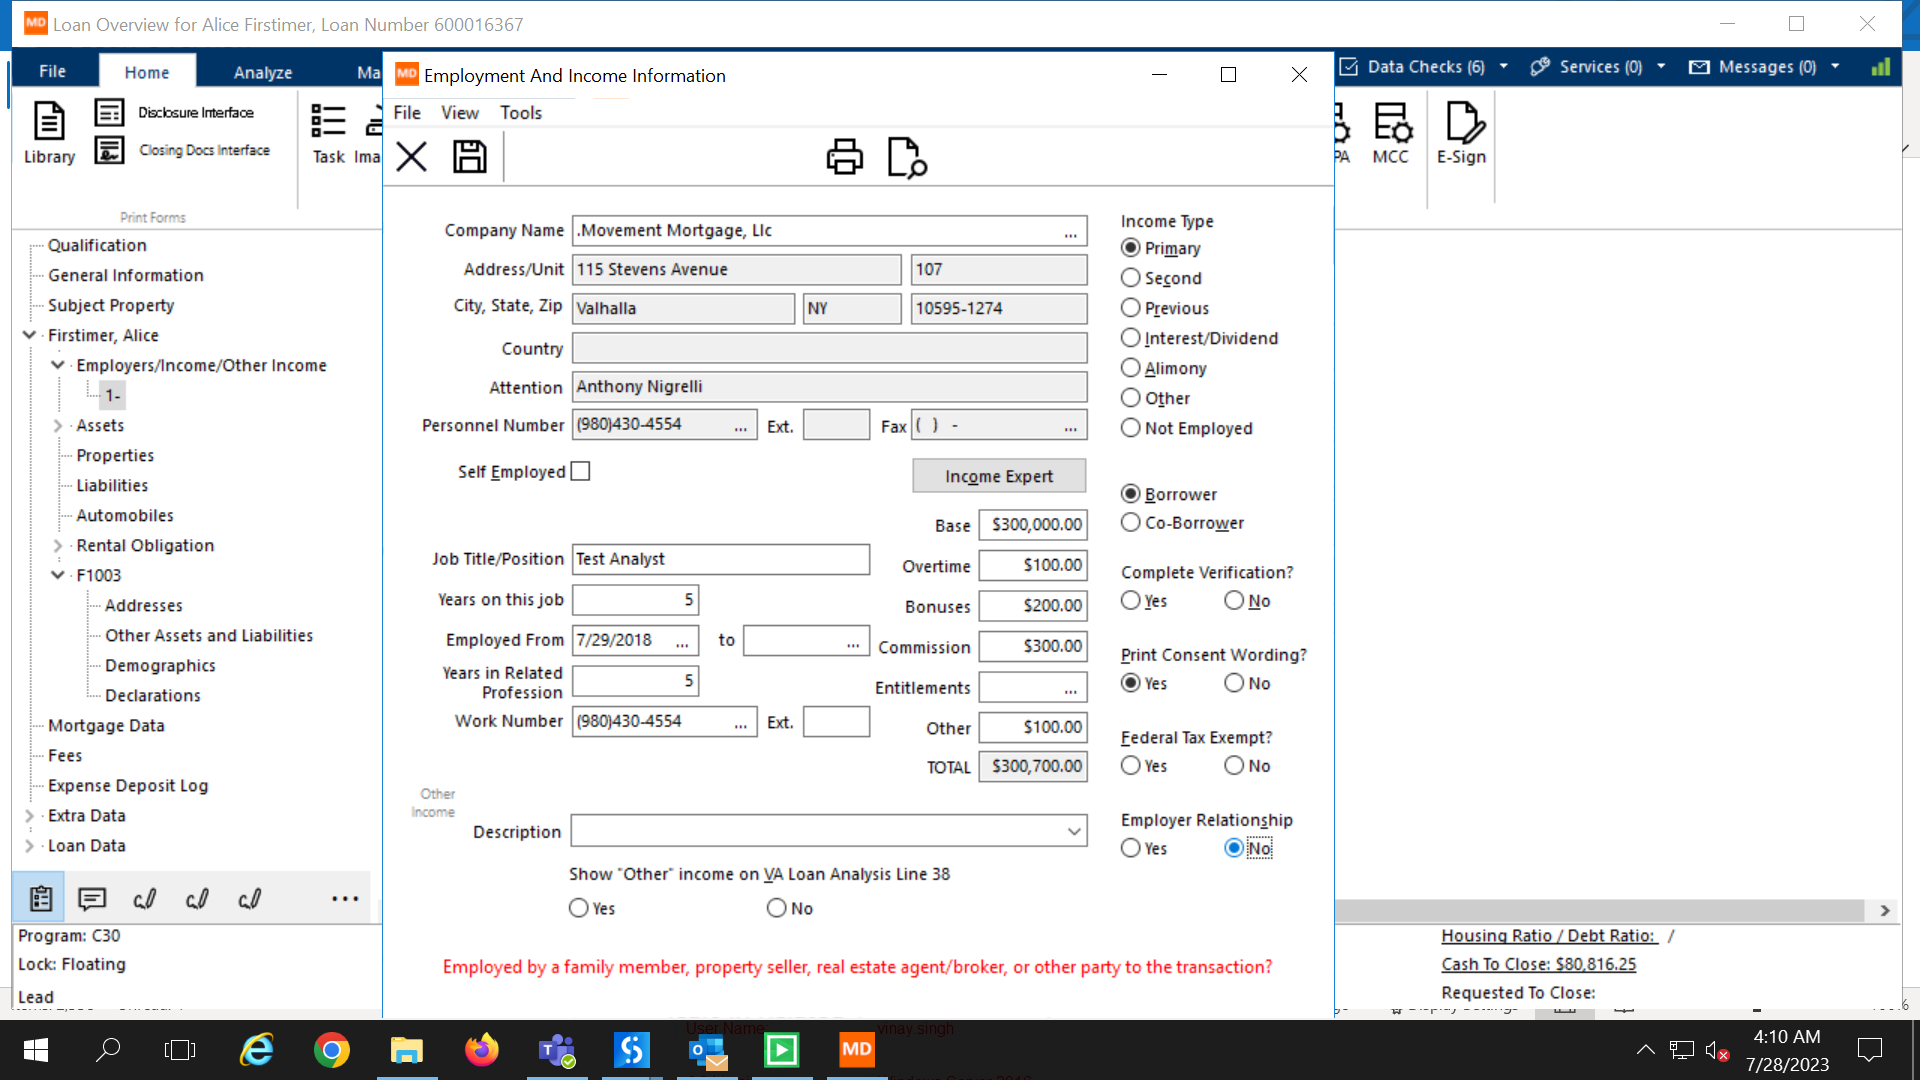 MD Loan Overview for Alice Firstimer, Loan Number 600016367
File Home Analyze Ma
Data Checks (6) Services (0) Messages (0)
Library
Disclosure Interface
Closing Docs Interface
Task Ima
Print Forms
PA MCC E-Sign
Qualification
General Information
Subject Property
Firstimer, Alice
Employers/Income/Other Income
1-
Assets
Properties
Liabilities
Automobiles
Rental Obligation
F1003
Addresses
Other Assets and Liabilities
Demographics
Declarations
Mortgage Data
Fees
Expense Deposit Log
Extra Data
Loan Data
...
Program: C30
Lock: Floating
Lead
MD Employment And Income Information
File View Tools
Company Name .Movement Mortgage, Llc ...
Address/Unit 115 Stevens Avenue 107
City, State, Zip Valhalla NY 10595-1274
Country
Attention Anthony Nigrelli
Personnel Number (980)430-4554 ... Ext. Fax ( ) - ...
Self Employed
Income Expert
Base $300,000.00
Job Title/Position Test Analyst
Overtime $100.00
Years on this job 5
Bonuses $200.00
Employed From 7/29/2018 ... to ...
Commission $300.00
Years in Related
Profession 5
Entitlements ...
Work Number (980)430-4554 ... Ext.
Other $100.00
TOTAL $300,700.00
Other
Income
Description
Show "Other" income on VA Loan Analysis Line 38
Yes No
Employed by a family member, property seller, real estate agent/broker, or other party to the transaction?
Income Type
Primary
Second
Previous
Interest/Dividend
Alimony
Other
Not Employed
Borrower
Co-Borrower
Complete Verification?
Yes No
Print Consent Wording?
Yes No
Federal Tax Exempt?
Yes No
Employer Relationship
Yes No
Housing Ratio / Debt Ratio: /
Cash To Close: $80,816.25
Requested To Close:
Display Settings
User Name: vinay.singh
MD
4:10 AM
7/28/2023